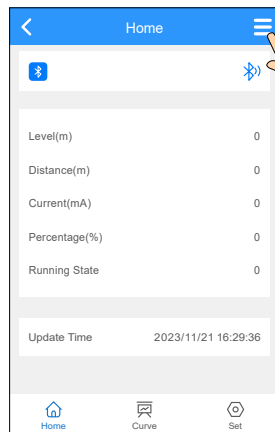 Home
Level(m) 0
Distance(m) 0
Current(mA) 0
Percentage(%) 0
Running State 0
Update Time 2023/11/21 16:29:36
Home Curve Set